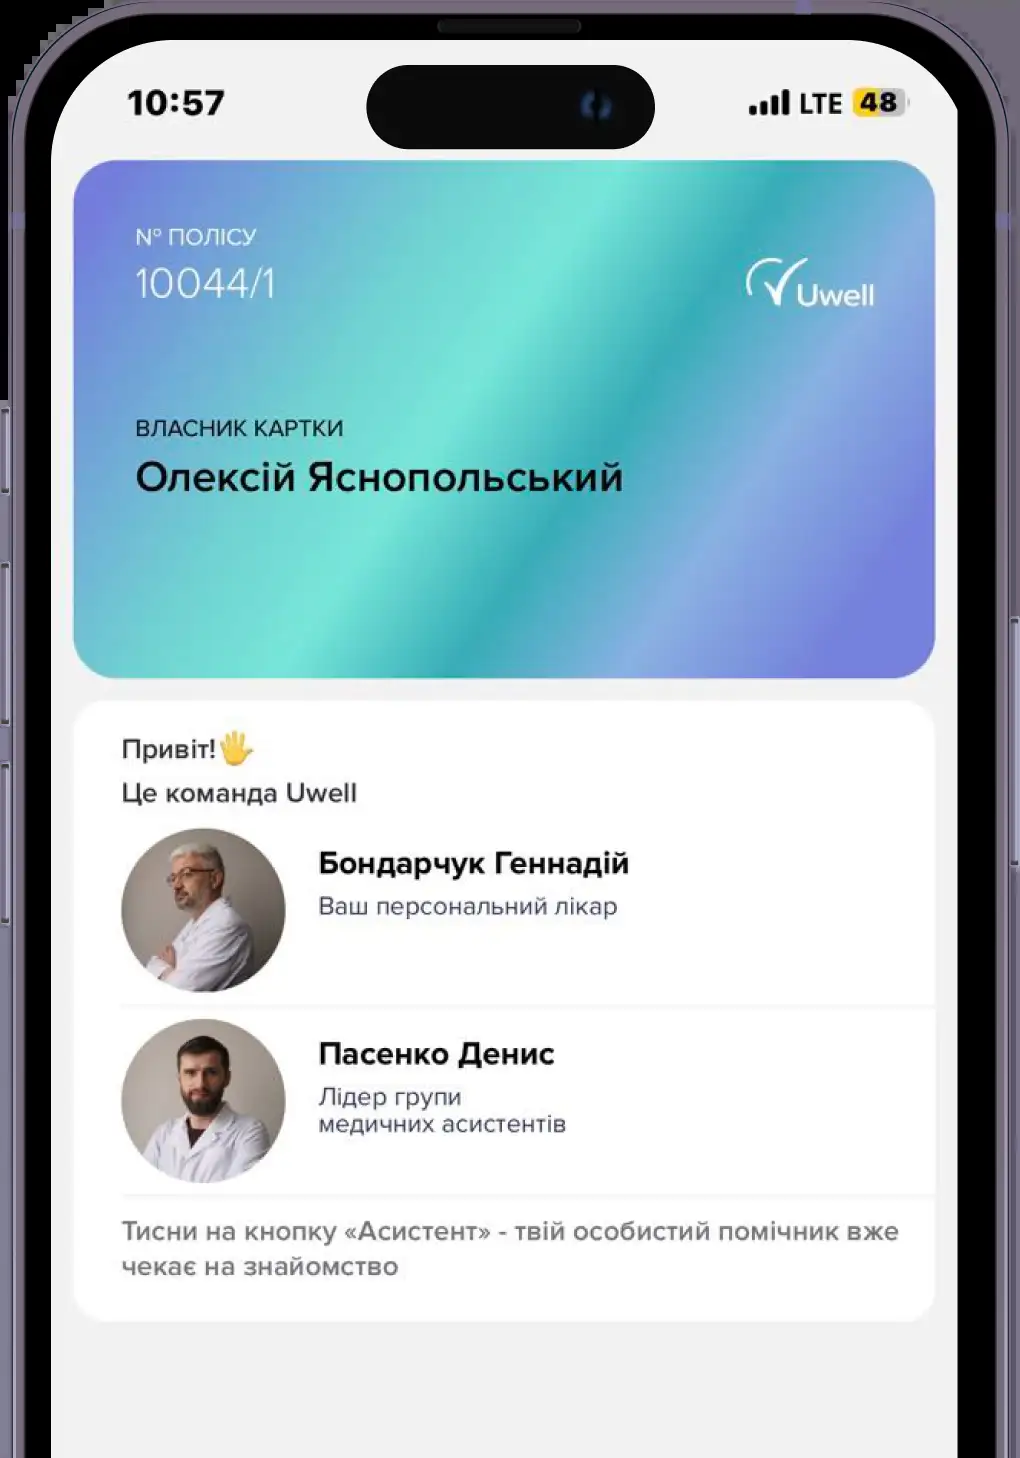 10:57
LTE 48
№ ПОЛІСУ
10044/1
Uwell
ВЛАСНИК КАРТКИ
Олексій Яснопольський
Привіт!🖐
Це команда Uwell
Бондарчук Геннадій
Ваш персональний лікар
Пасенко Денис
Лідер групи
медичних асистентів
Тисни на кнопку «Асистент» - твій особистий помічник вже
чекає на знайомство